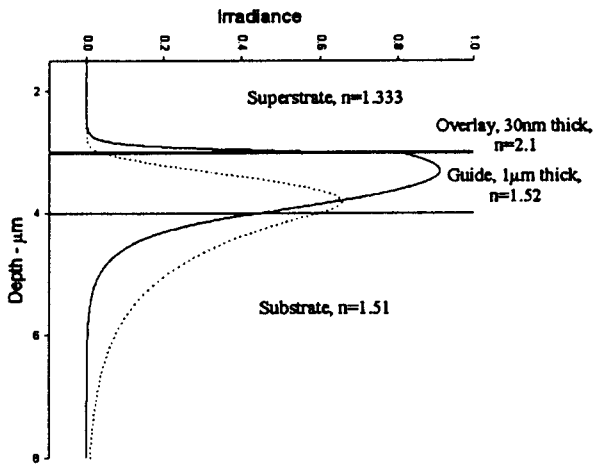 Irradiance
0.0 0.2 0.4 0.6 0.8 1.0
2
4
6
8
Depth - µm
Superstrate, n=1.333
Overlay, 30nm thick,
n=2.1
Guide, 1µm thick,
n=1.52
Substrate, n=1.51